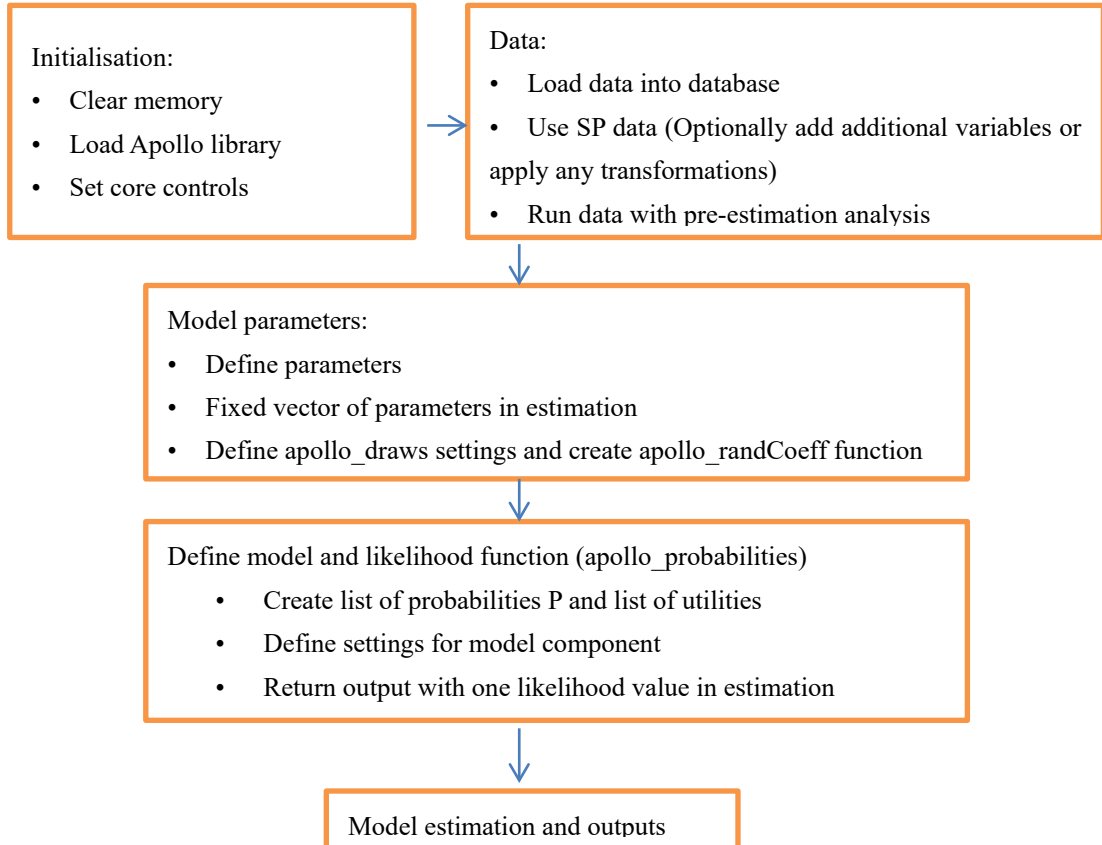 Initialisation:
• Clear memory
• Load Apollo library
• Set core controls
Data:
• Load data into database
• Use SP data (Optionally add additional variables or
apply any transformations)
• Run data with pre-estimation analysis
Model parameters:
• Define parameters
• Fixed vector of parameters in estimation
• Define apollo_draws settings and create apollo_randCoeff function
Define model and likelihood function (apollo_probabilities)
• Create list of probabilities P and list of utilities
• Define settings for model component
• Return output with one likelihood value in estimation
Model estimation and outputs